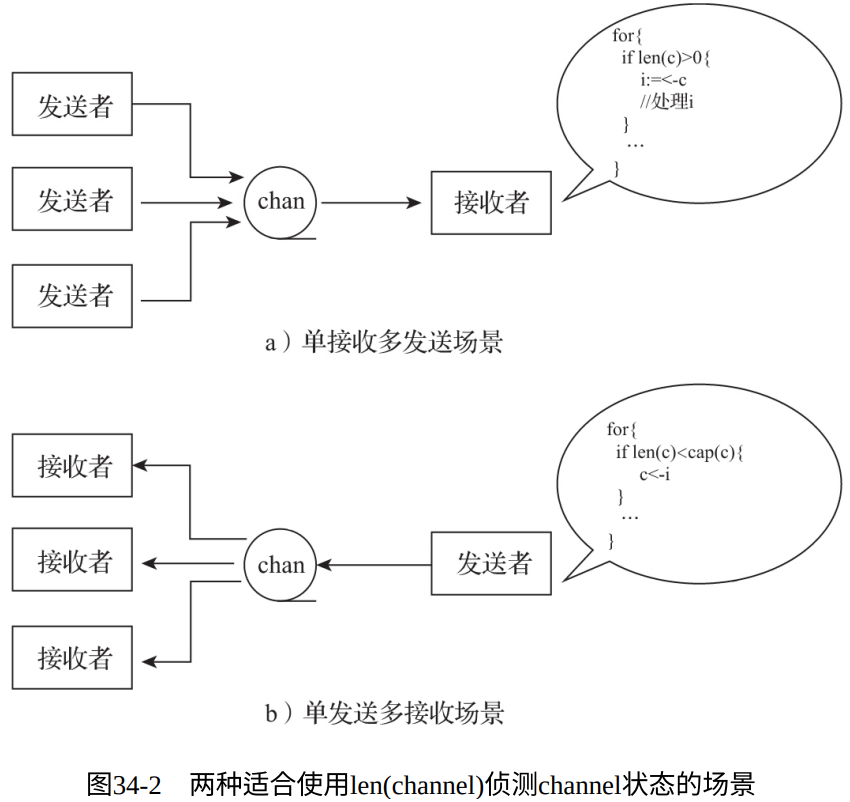 发送者
发送者
发送者
chan
接收者
for{
if len(c)>0{
i:=<-c
//处理i
}
…
}
a）单接收多发送场景
接收者
接收者
接收者
chan
发送者
for{
if len(c)<cap(c){
c<-i
}
…
}
b）单发送多接收场景
图34-2 两种适合使用len(channel)侦测channel状态的场景